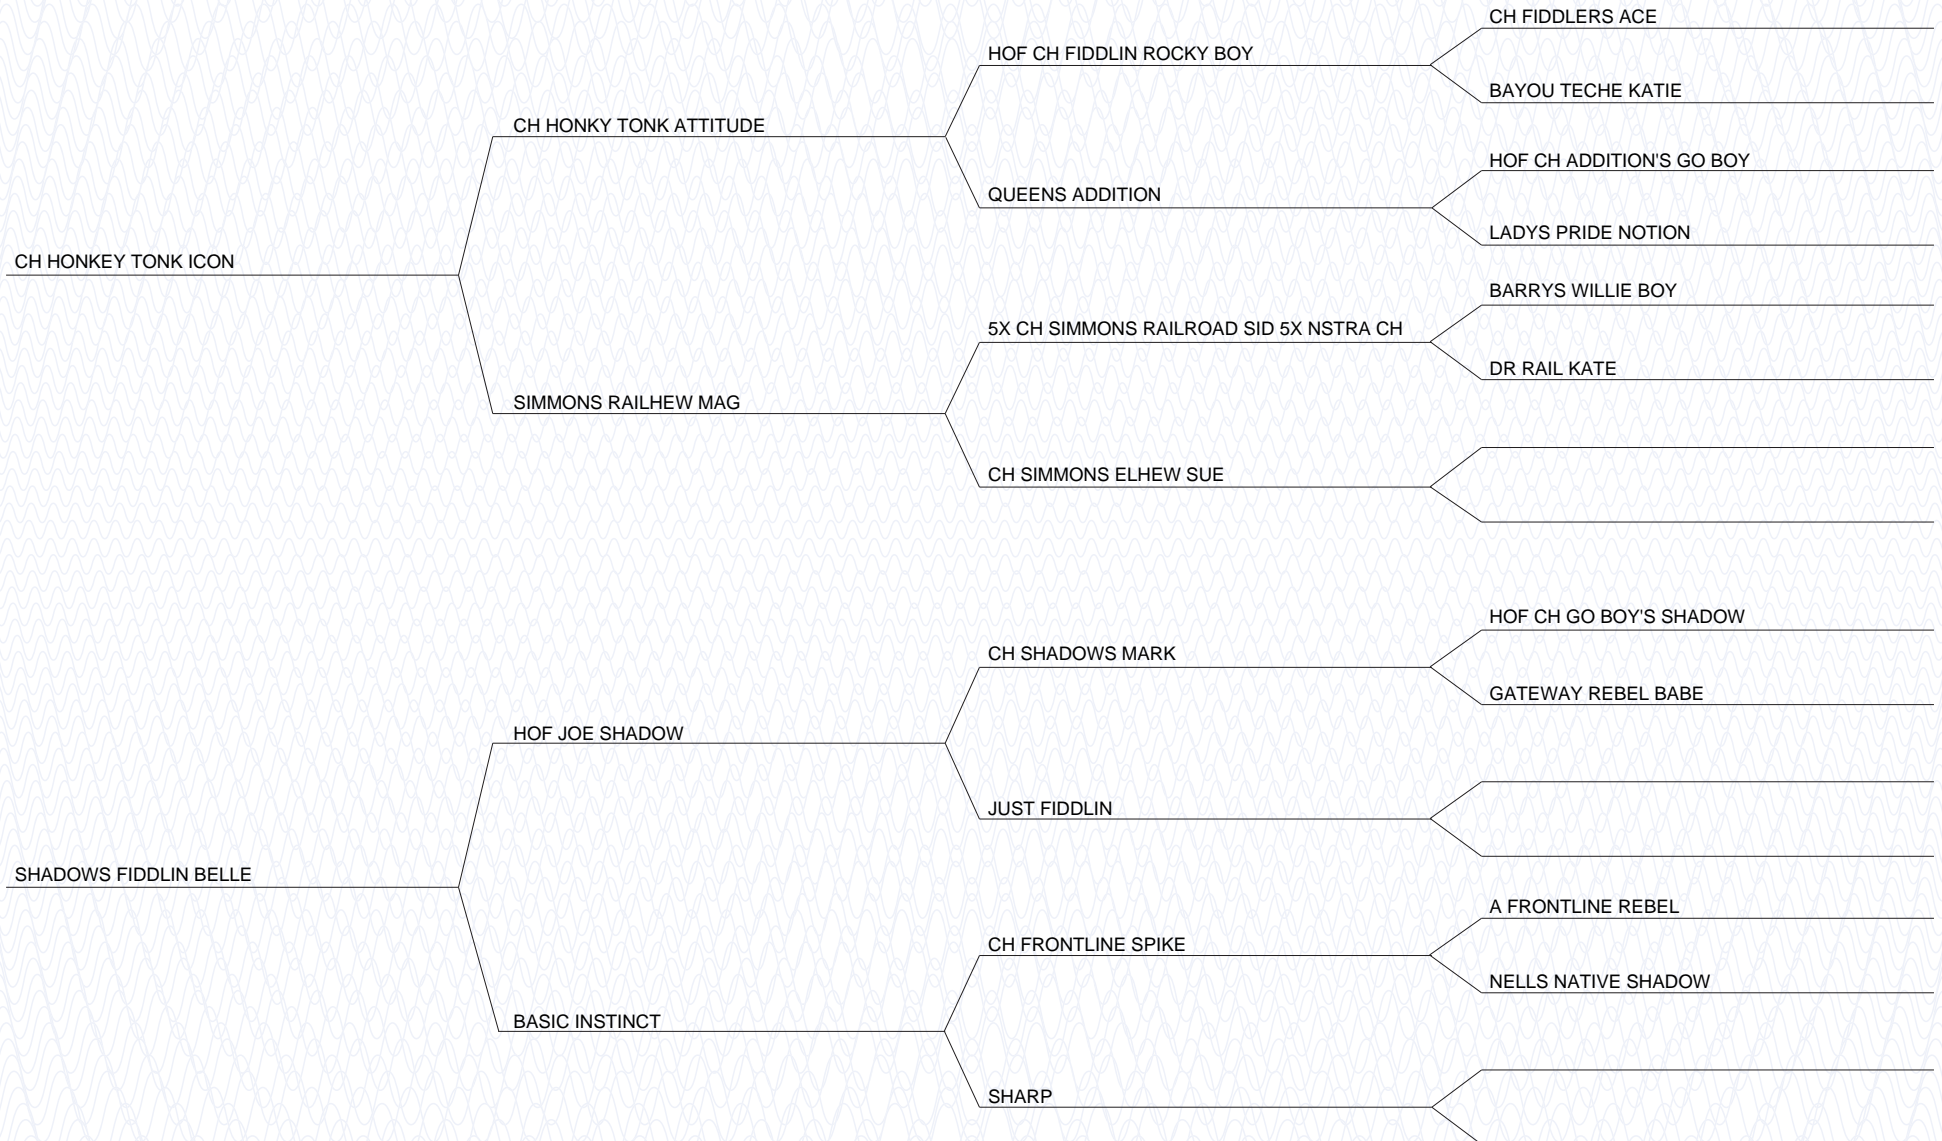 CH FIDDLERS ACE
HOF CH FIDDLIN ROCKY BOY
BAYOU TECHE KATIE
CH HONKY TONK ATTITUDE
HOF CH ADDITION'S GO BOY
QUEENS ADDITION
LADYS PRIDE NOTION
CH HONKEY TONK ICON
BARRYS WILLIE BOY
5X CH SIMMONS RAILROAD SID 5X NSTRA CH
DR RAIL KATE
SIMMONS RAILHEW MAG
CH SIMMONS ELHEW SUE
HOF CH GO BOY'S SHADOW
CH SHADOWS MARK
GATEWAY REBEL BABE
HOF JOE SHADOW
JUST FIDDLIN
SHADOWS FIDDLIN BELLE
A FRONTLINE REBEL
CH FRONTLINE SPIKE
NELLS NATIVE SHADOW
BASIC INSTINCT
SHARP